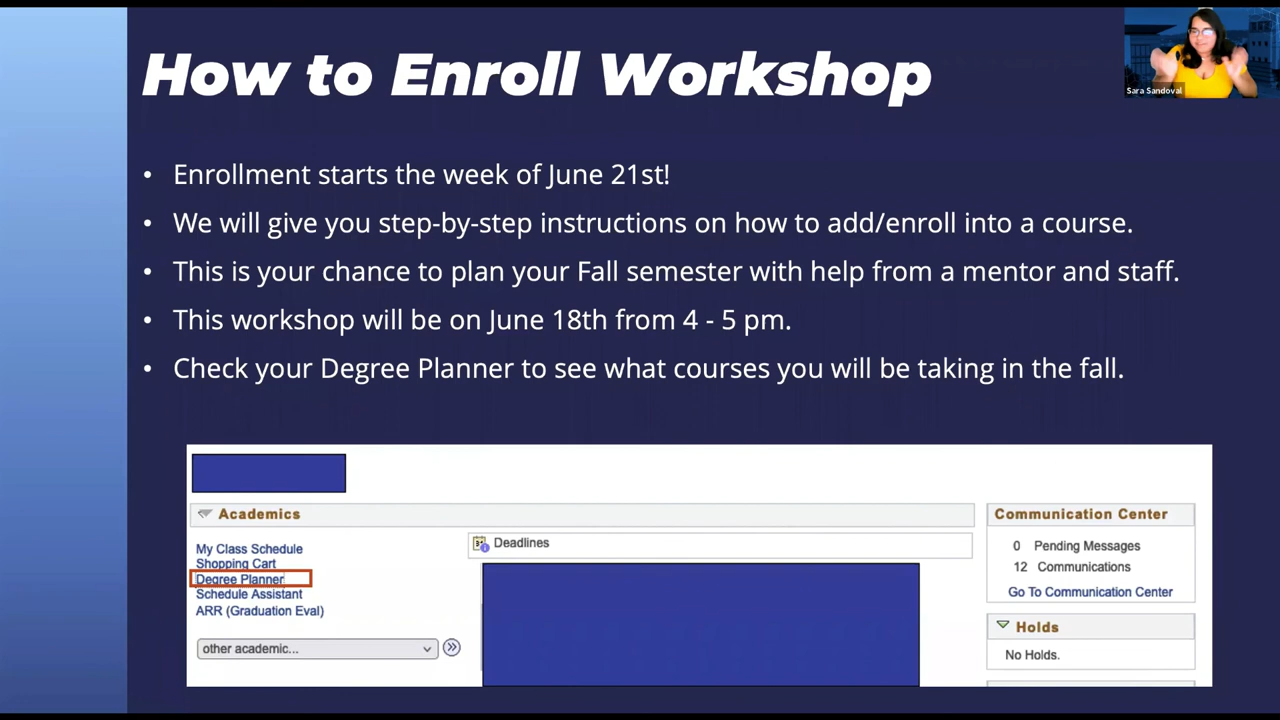 How to Enroll Workshop
Sara Sandoval
• Enrollment starts the week of June 21st!
• We will give you step-by-step instructions on how to add/enroll into a course.
• This is your chance to plan your Fall semester with help from a mentor and staff.
• This workshop will be on June 18th from 4 - 5 pm.
• Check your Degree Planner to see what courses you will be taking in the fall.
Academics
My Class Schedule
Shopping Cart
Degree Planner
Schedule Assistant
ARR (Graduation Eval)
other academic...
Deadlines
Communication Center
0 Pending Messages
12 Communications
Go To Communication Center
Holds
No Holds.